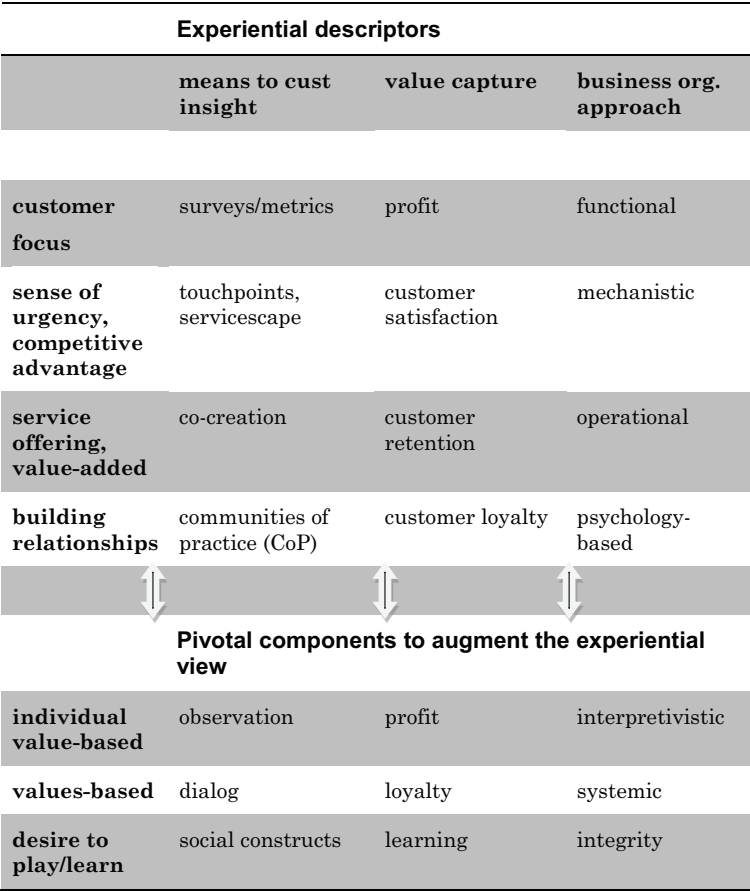 Experiential descriptors
means to cust value capture business org.
insight approach
customer surveys/metrics profit functional
focus
sense of touchpoints, customer mechanistic
urgency, servicescape satisfaction
competitive
advantage
service co-creation customer operational
offering, retention
value-added
building communities of customer loyalty psychology-
relationships practice (CoP) based
Pivotal components to augment the experiential
view
individual observation profit interpretivistic
value-based
values-based dialog loyalty systemic
desire to social constructs learning integrity
play/learn